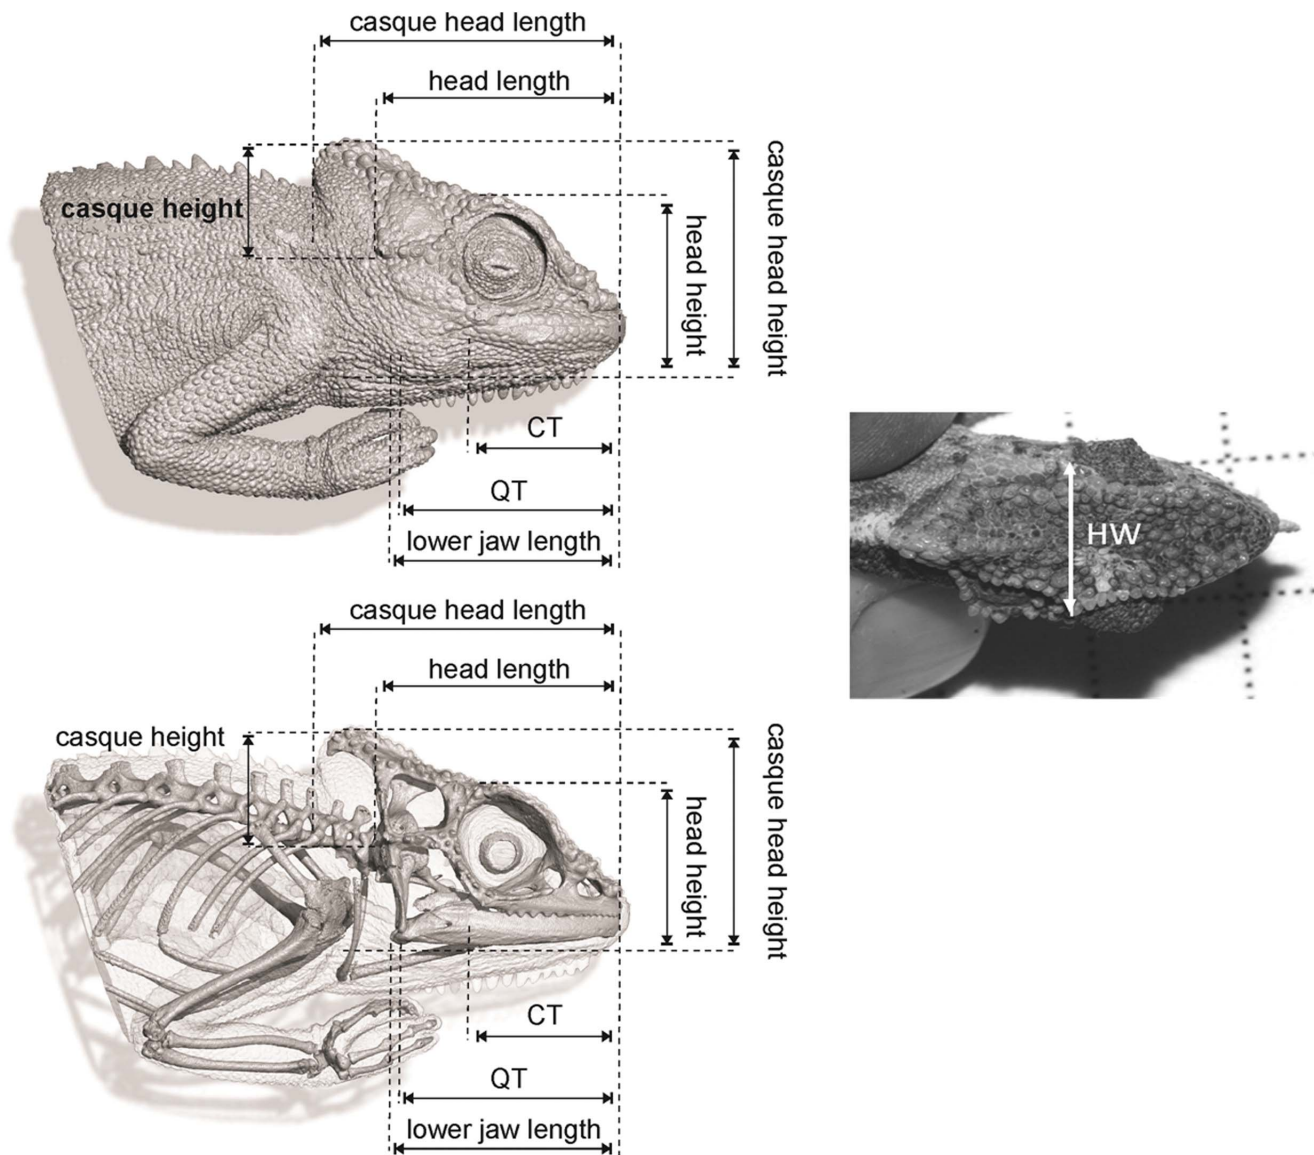 casque head length
head length
casque height
head height
casque head height
CT
QT
lower jaw length
HW
casque head length
head length
casque height
head height
casque head height
CT
QT
lower jaw length